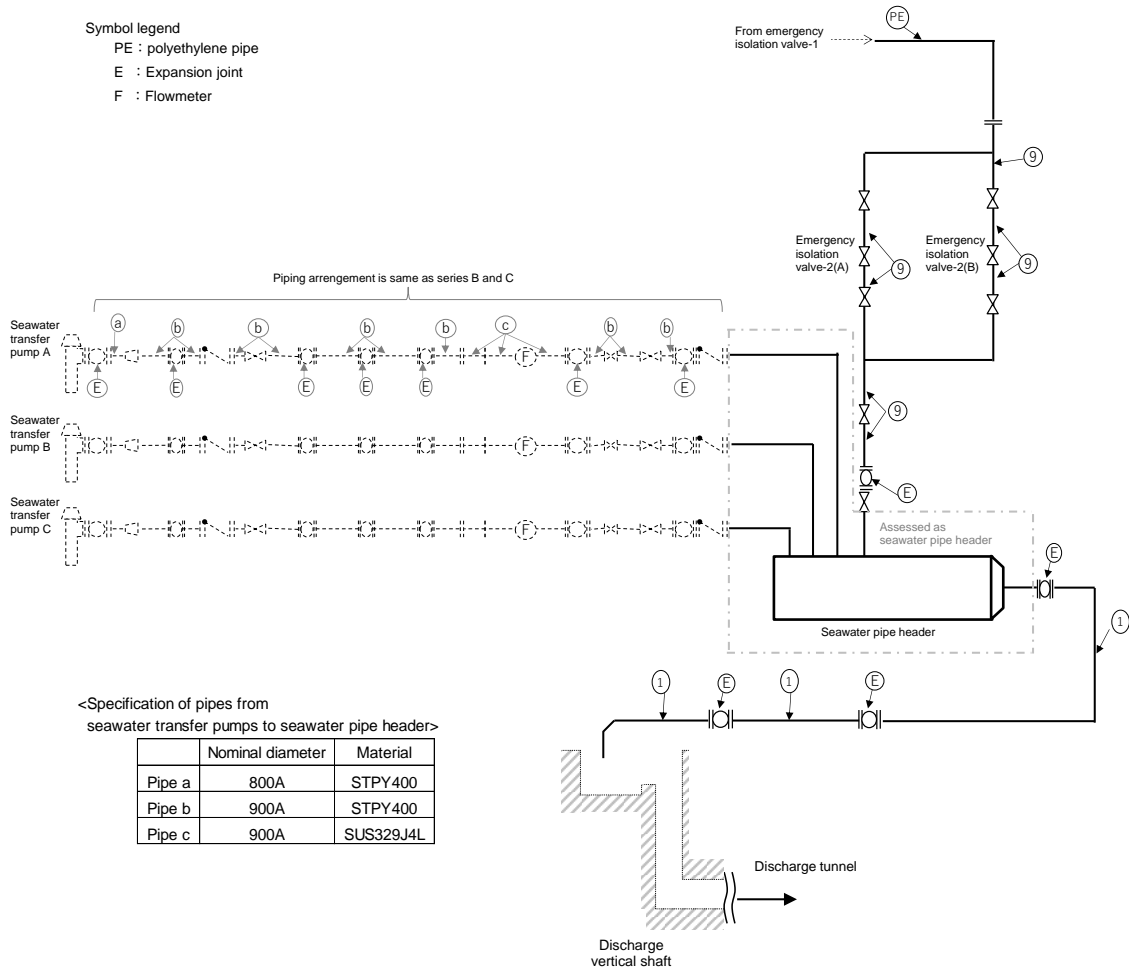 Symbol legend
PE：polyethylene pipe
E ：Expansion joint
F ：Flowmeter
PE
From emergency
isolation valve-1
9
Emergency
isolation
valve-2(A)
Emergency
isolation
valve-2(B)
9
9
Piping arrengement is same as series B and C
Seawater
transfer
pump A
a
b
b
b
b
c
b
b
F
E
E
E
E
E
E
E
9
Seawater
transfer
pump B
F
E
Seawater
transfer
pump C
F
Assessed as
seawater pipe header
E
Seawater pipe header
1
1
E
1
E
<Specification of pipes from
seawater transfer pumps to seawater pipe header>
Nominal diameter Material
Pipe a 800A STPY400
Pipe b 900A STPY400
Pipe c 900A SUS329J4L
Discharge tunnel
Discharge
vertical shaft